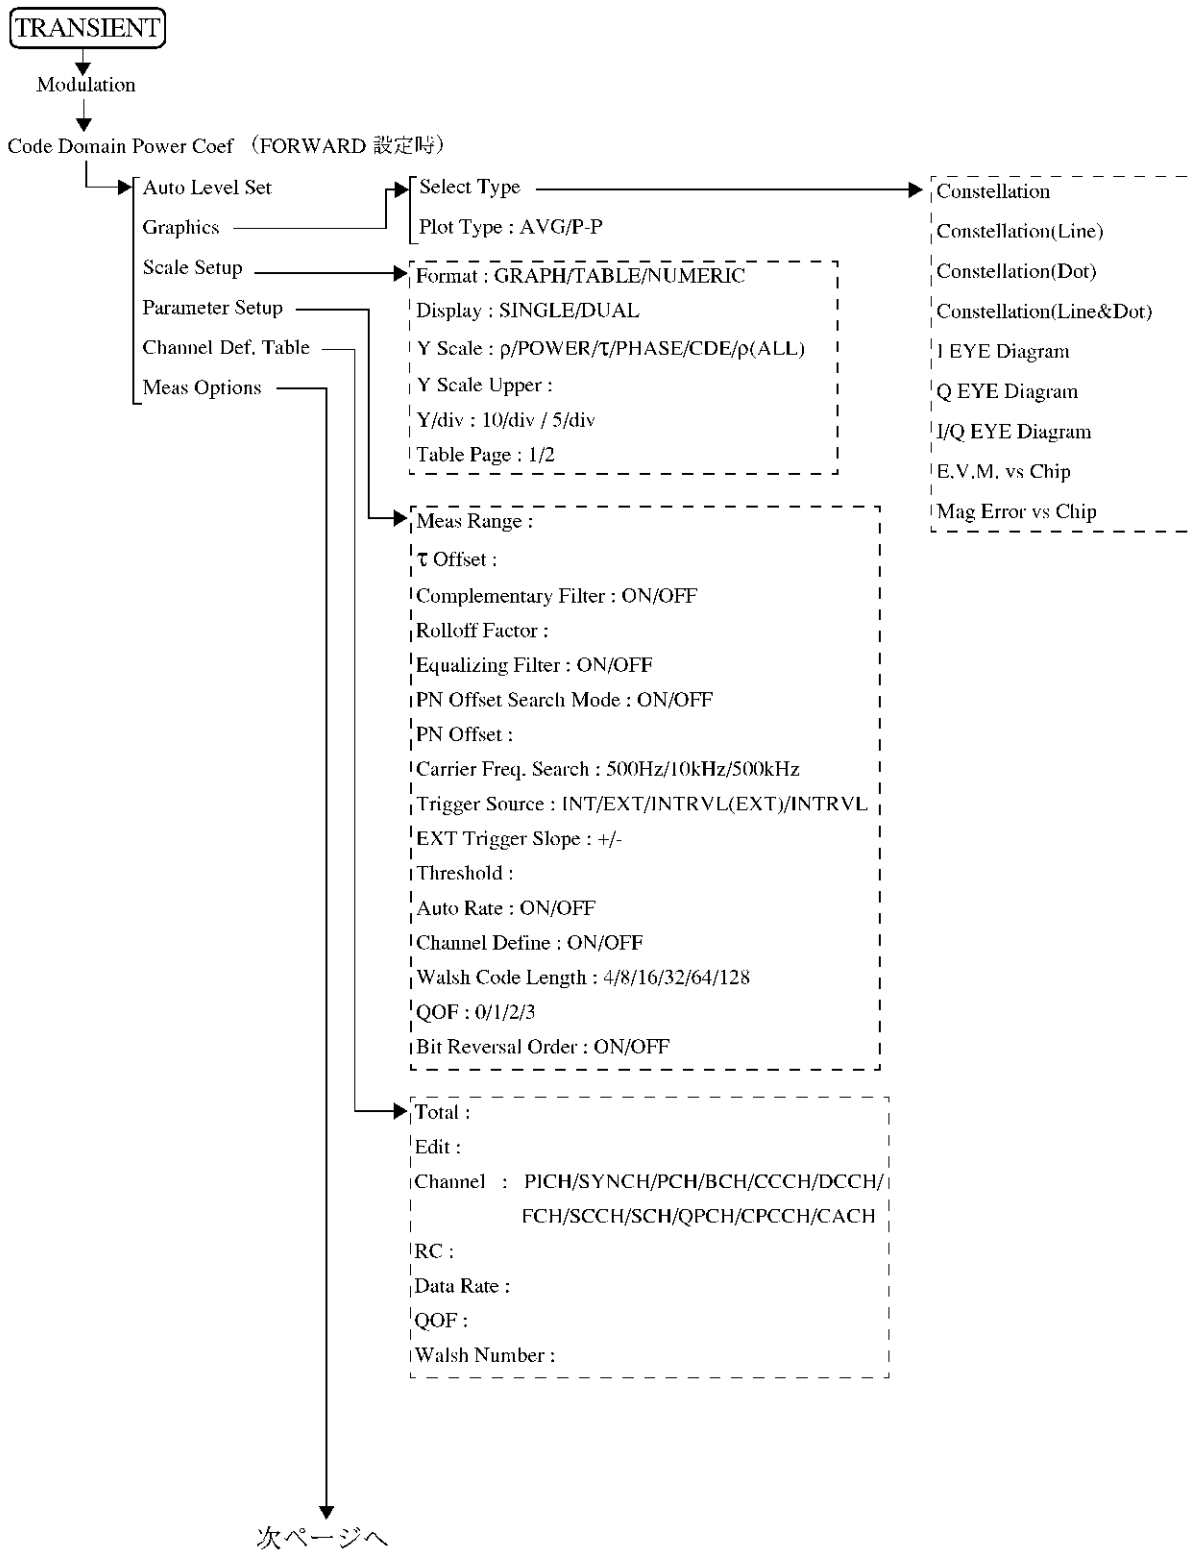 TRANSIENT
Modulation
Code Domain Power Coef （FORWARD 設定時）
Auto Level Set
Graphics
Scale Setup
Parameter Setup
Channel Def. Table
Meas Options
Select Type
Plot Type : AVG/P-P
Constellation
Constellation(Line)
Constellation(Dot)
Constellation(Line&Dot)
I EYE Diagram
Q EYE Diagram
I/Q EYE Diagram
E.V.M. vs Chip
Mag Error vs Chip
Format : GRAPH/TABLE/NUMERIC
Display : SINGLE/DUAL
Y Scale : ρ/POWER/τ/PHASE/CDE/ρ(ALL)
Y Scale Upper :
Y/div : 10/div / 5/div
Table Page : 1/2
Meas Range :
τ Offset :
Complementary Filter : ON/OFF
Rolloff Factor :
Equalizing Filter : ON/OFF
PN Offset Search Mode : ON/OFF
PN Offset :
Carrier Freq. Search : 500Hz/10kHz/500kHz
Trigger Source : INT/EXT/INTRVL(EXT)/INTRVL
EXT Trigger Slope : +/-
Threshold :
Auto Rate : ON/OFF
Channel Define : ON/OFF
Walsh Code Length : 4/8/16/32/64/128
QOF : 0/1/2/3
Bit Reversal Order : ON/OFF
Total :
Edit :
Channel : PICH/SYNCH/PCH/BCH/CCCH/DCCH/
FCH/SCCH/SCH/QPCH/CPCCH/CACH
RC :
Data Rate :
QOF :
Walsh Number :
次ページへ